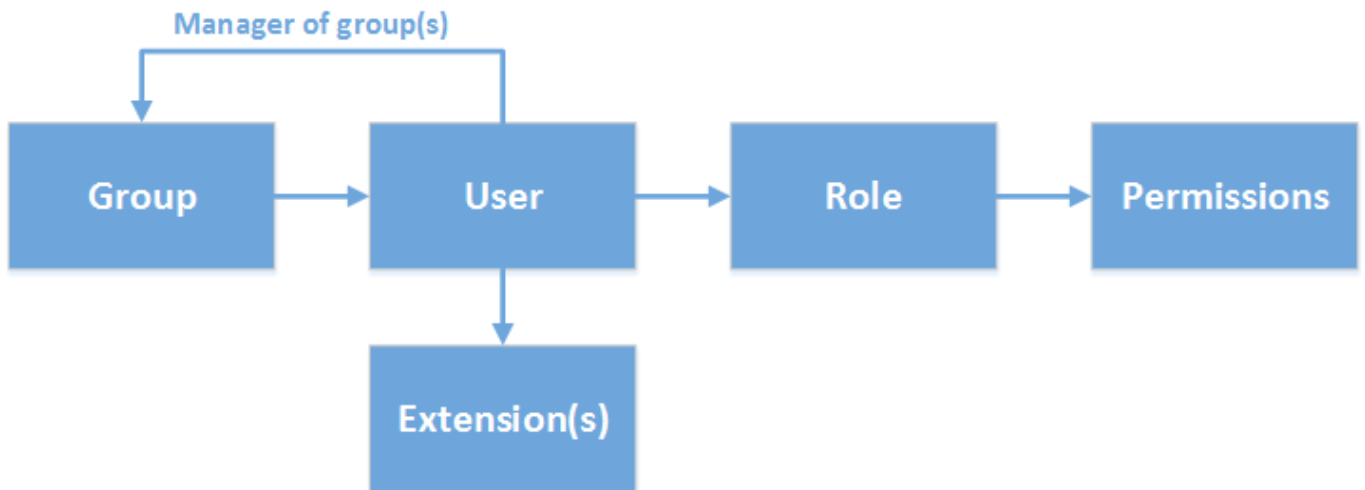 Manager of group(s)
Group
User
Role
Permissions
Extension(s)